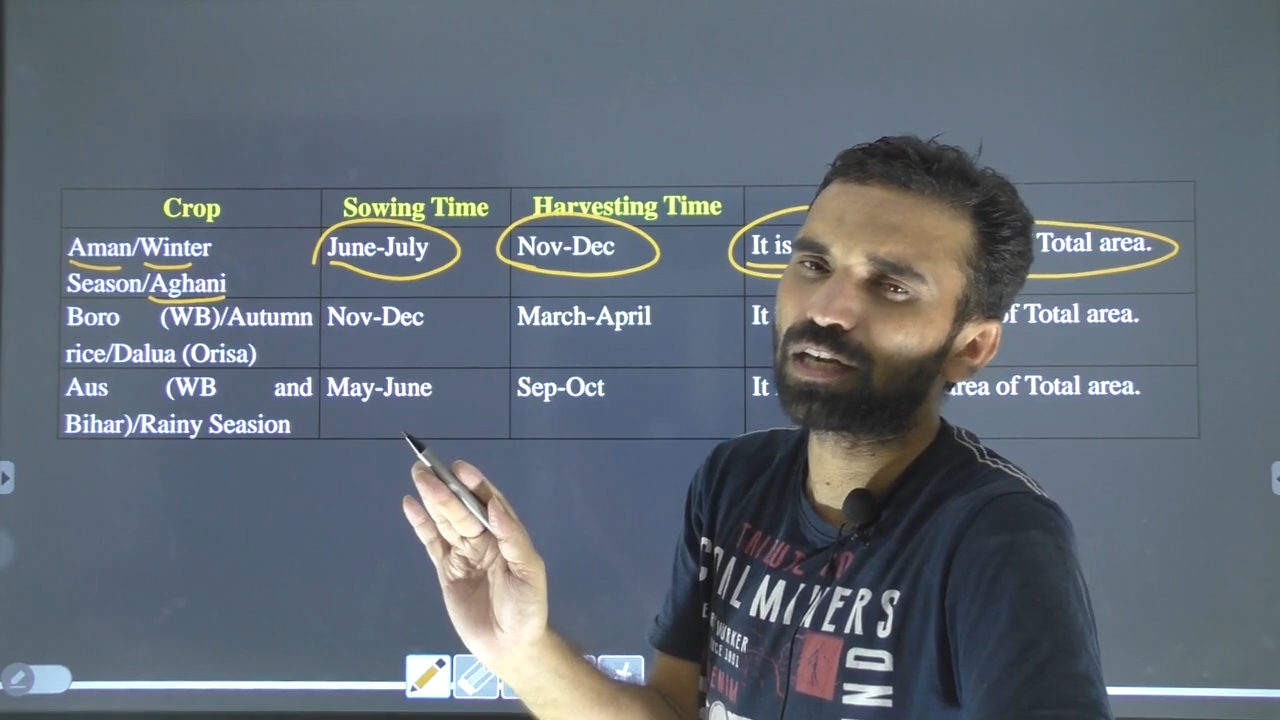 Crop Sowing Time Harvesting Time
Aman/Winter June-July Nov-Dec It is Total area.
Season/Aghani
Boro (WB)/Autumn Nov-Dec March-April It of Total area.
rice/Dalua (Orisa)
Aus (WB and May-June Sep-Oct It area of Total area.
Bihar)/Rainy Seasion
TRIBUTE TO
COAL MINERS